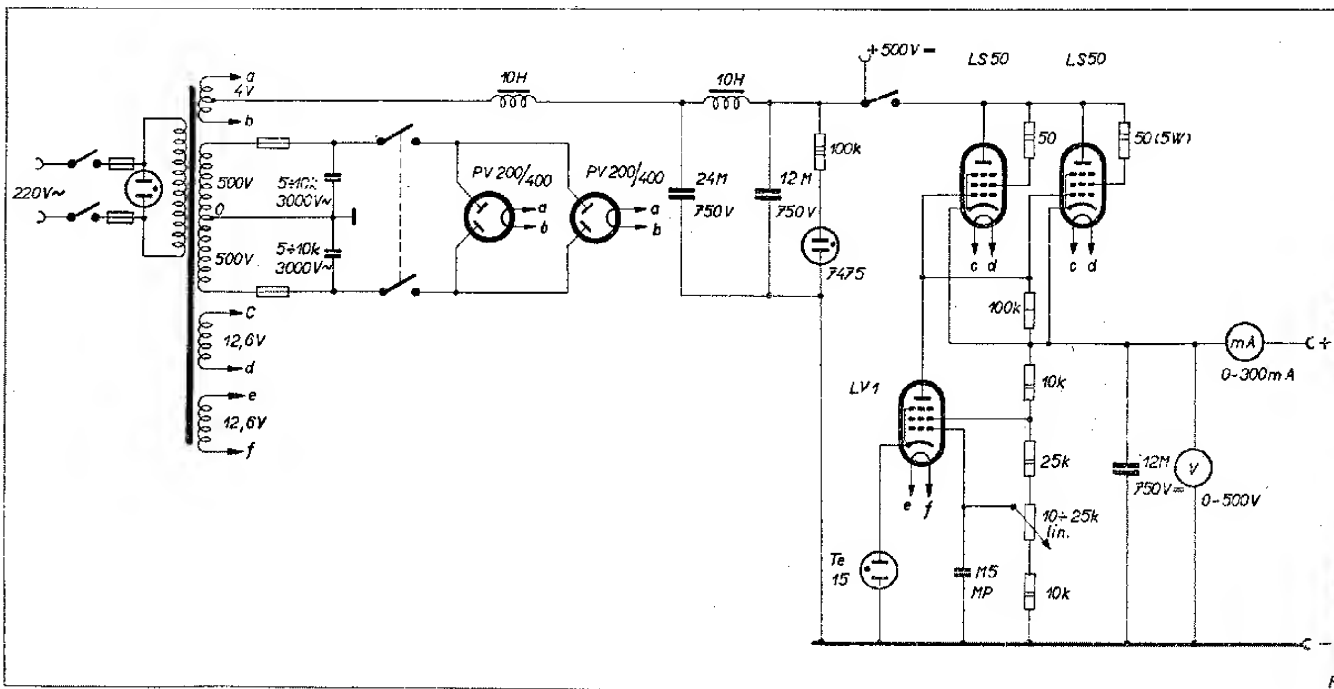 a
4V
b
220V~
500V
0
500V
C
12,6V
d
e
12,6V
f
5÷10k
3000V~
5÷10k
3000V~
10H
PV 200/400
a
b
PV 200/400
a
b
10H
24M
750V
12M
750V
100k
7475
+500V=
LS50
LS50
50
50 (5W)
c d
c d
100k
mA
0-300mA
C+
10k
LV1
e f
25k
10÷25k
lin.
10k
Te
15
M5
MP
12M
750V=
V
0-500V
C-